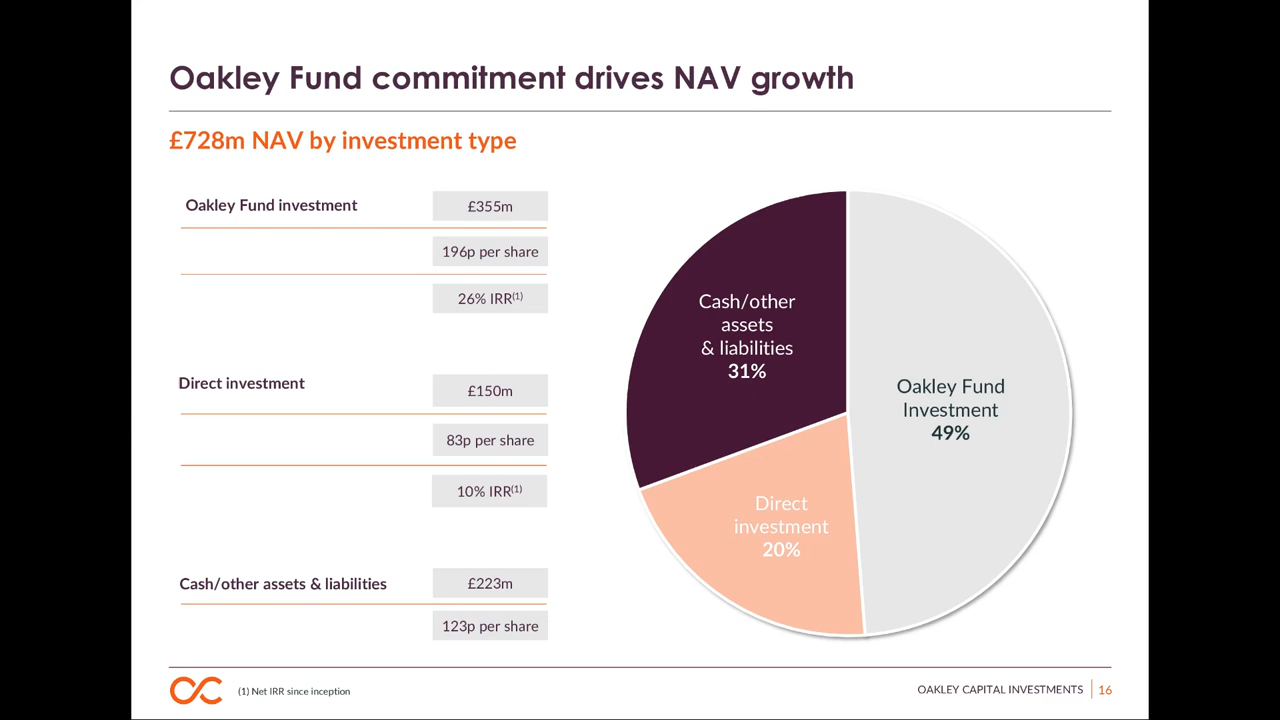 Oakley Fund commitment drives NAV growth
£728m NAV by investment type
Oakley Fund investment
£355m
196p per share
26% IRR(1)
Direct investment
£150m
83p per share
10% IRR(1)
Cash/other assets & liabilities
£223m
123p per share
Cash/other
assets
& liabilities
31%
Oakley Fund
Investment
49%
Direct
investment
20%
(1) Net IRR since inception
OAKLEY CAPITAL INVESTMENTS
16